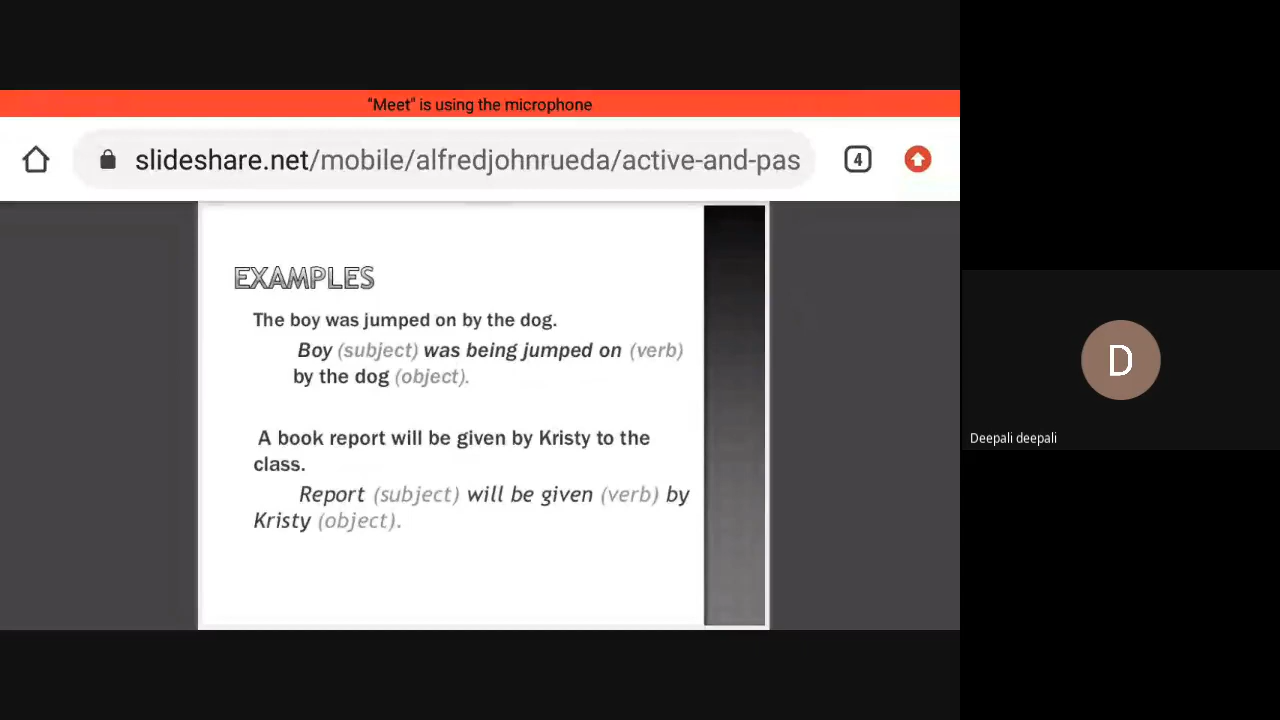 "Meet" is using the microphone
slideshare.net/mobile/alfredjohnrueda/active-and-pas
4
EXAMPLES
The boy was jumped on by the dog.
Boy (subject) was being jumped on (verb)
by the dog (object).
A book report will be given by Kristy to the
class.
Report (subject) will be given (verb) by
Kristy (object).
D
Deepali deepali